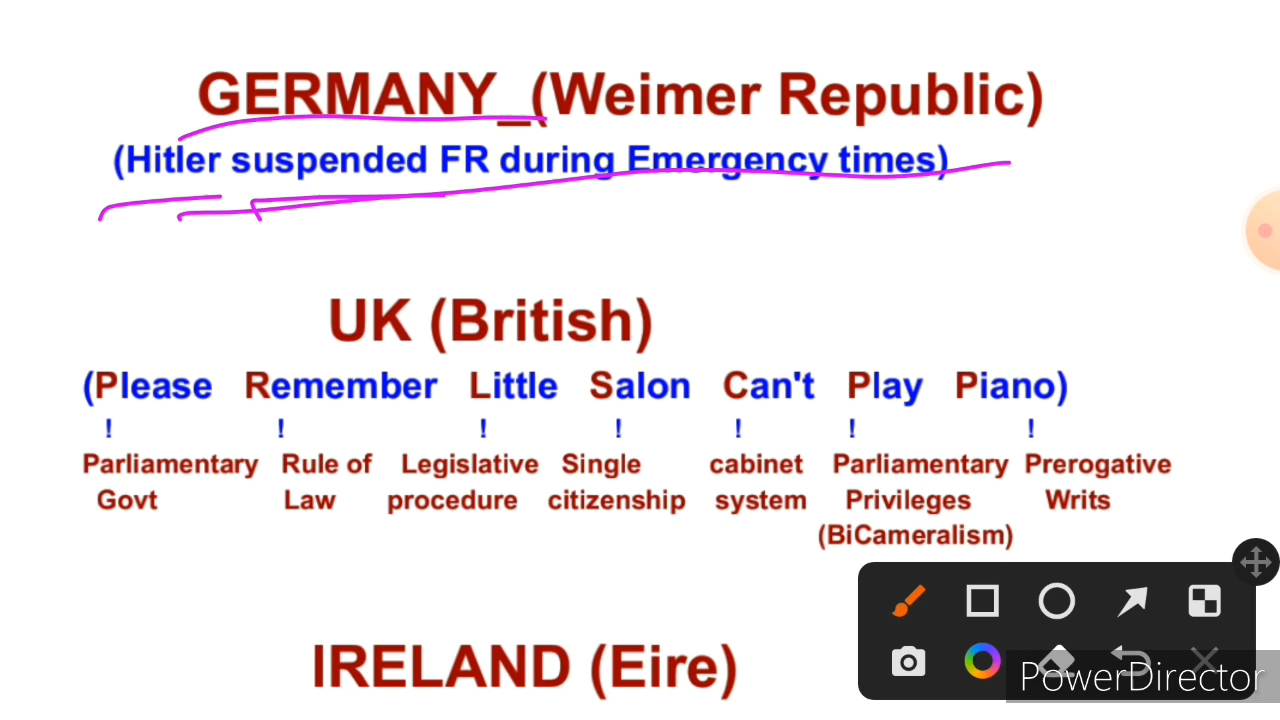 GERMANY_(Weimer Republic)
(Hitler suspended FR during Emergency times)
UK (British)
(Please Remember Little Salon Can't Play Piano)
! ! ! ! ! ! !
Parliamentary Rule of Legislative Single cabinet Parliamentary Prerogative
Govt Law procedure citizenship system Privileges Writs
(BiCameralism)
IRELAND (Eire)
PowerDirector